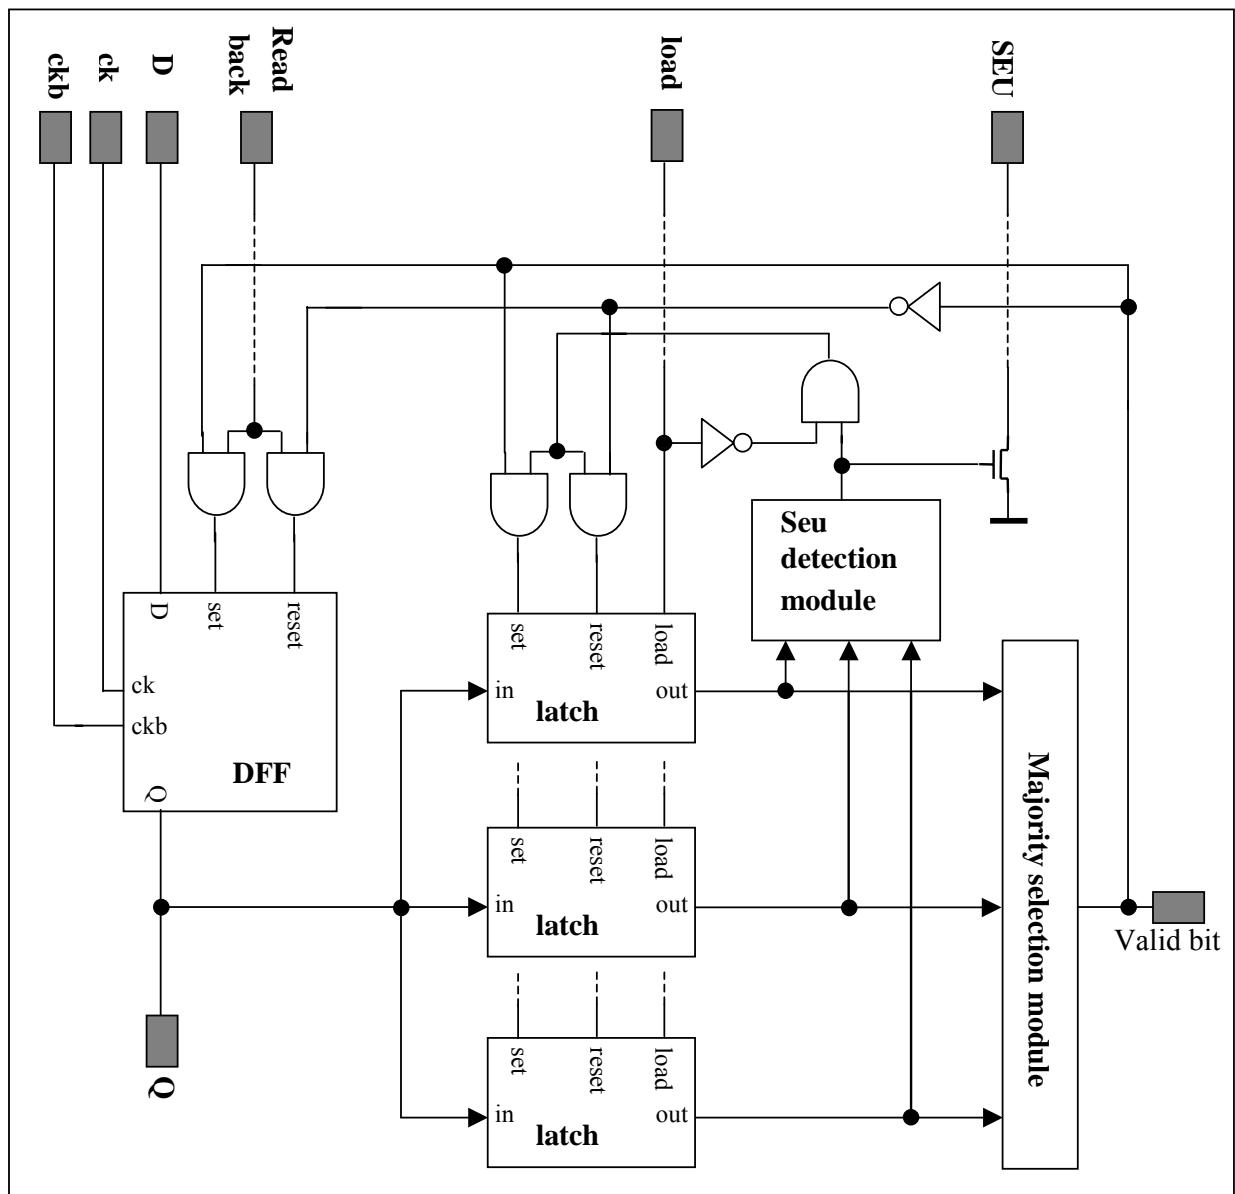 ckb
ck
D
Read
back
load
SEU
Seu
detection
module
D
set
reset
ck
ckb
DFF
Q
set
reset
load
in
out
latch
set
reset
load
in
out
latch
set
reset
load
in
out
latch
Majority selection module
Valid bit
Q